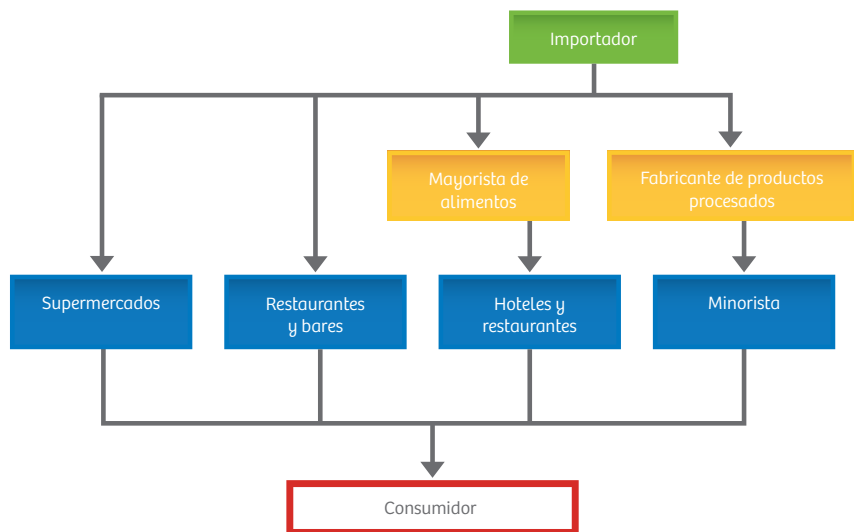 Importador
Mayorista de
alimentos
Fabricante de productos
procesados
Supermercados
Restaurantes
y bares
Hoteles y
restaurantes
Minorista
Consumidor